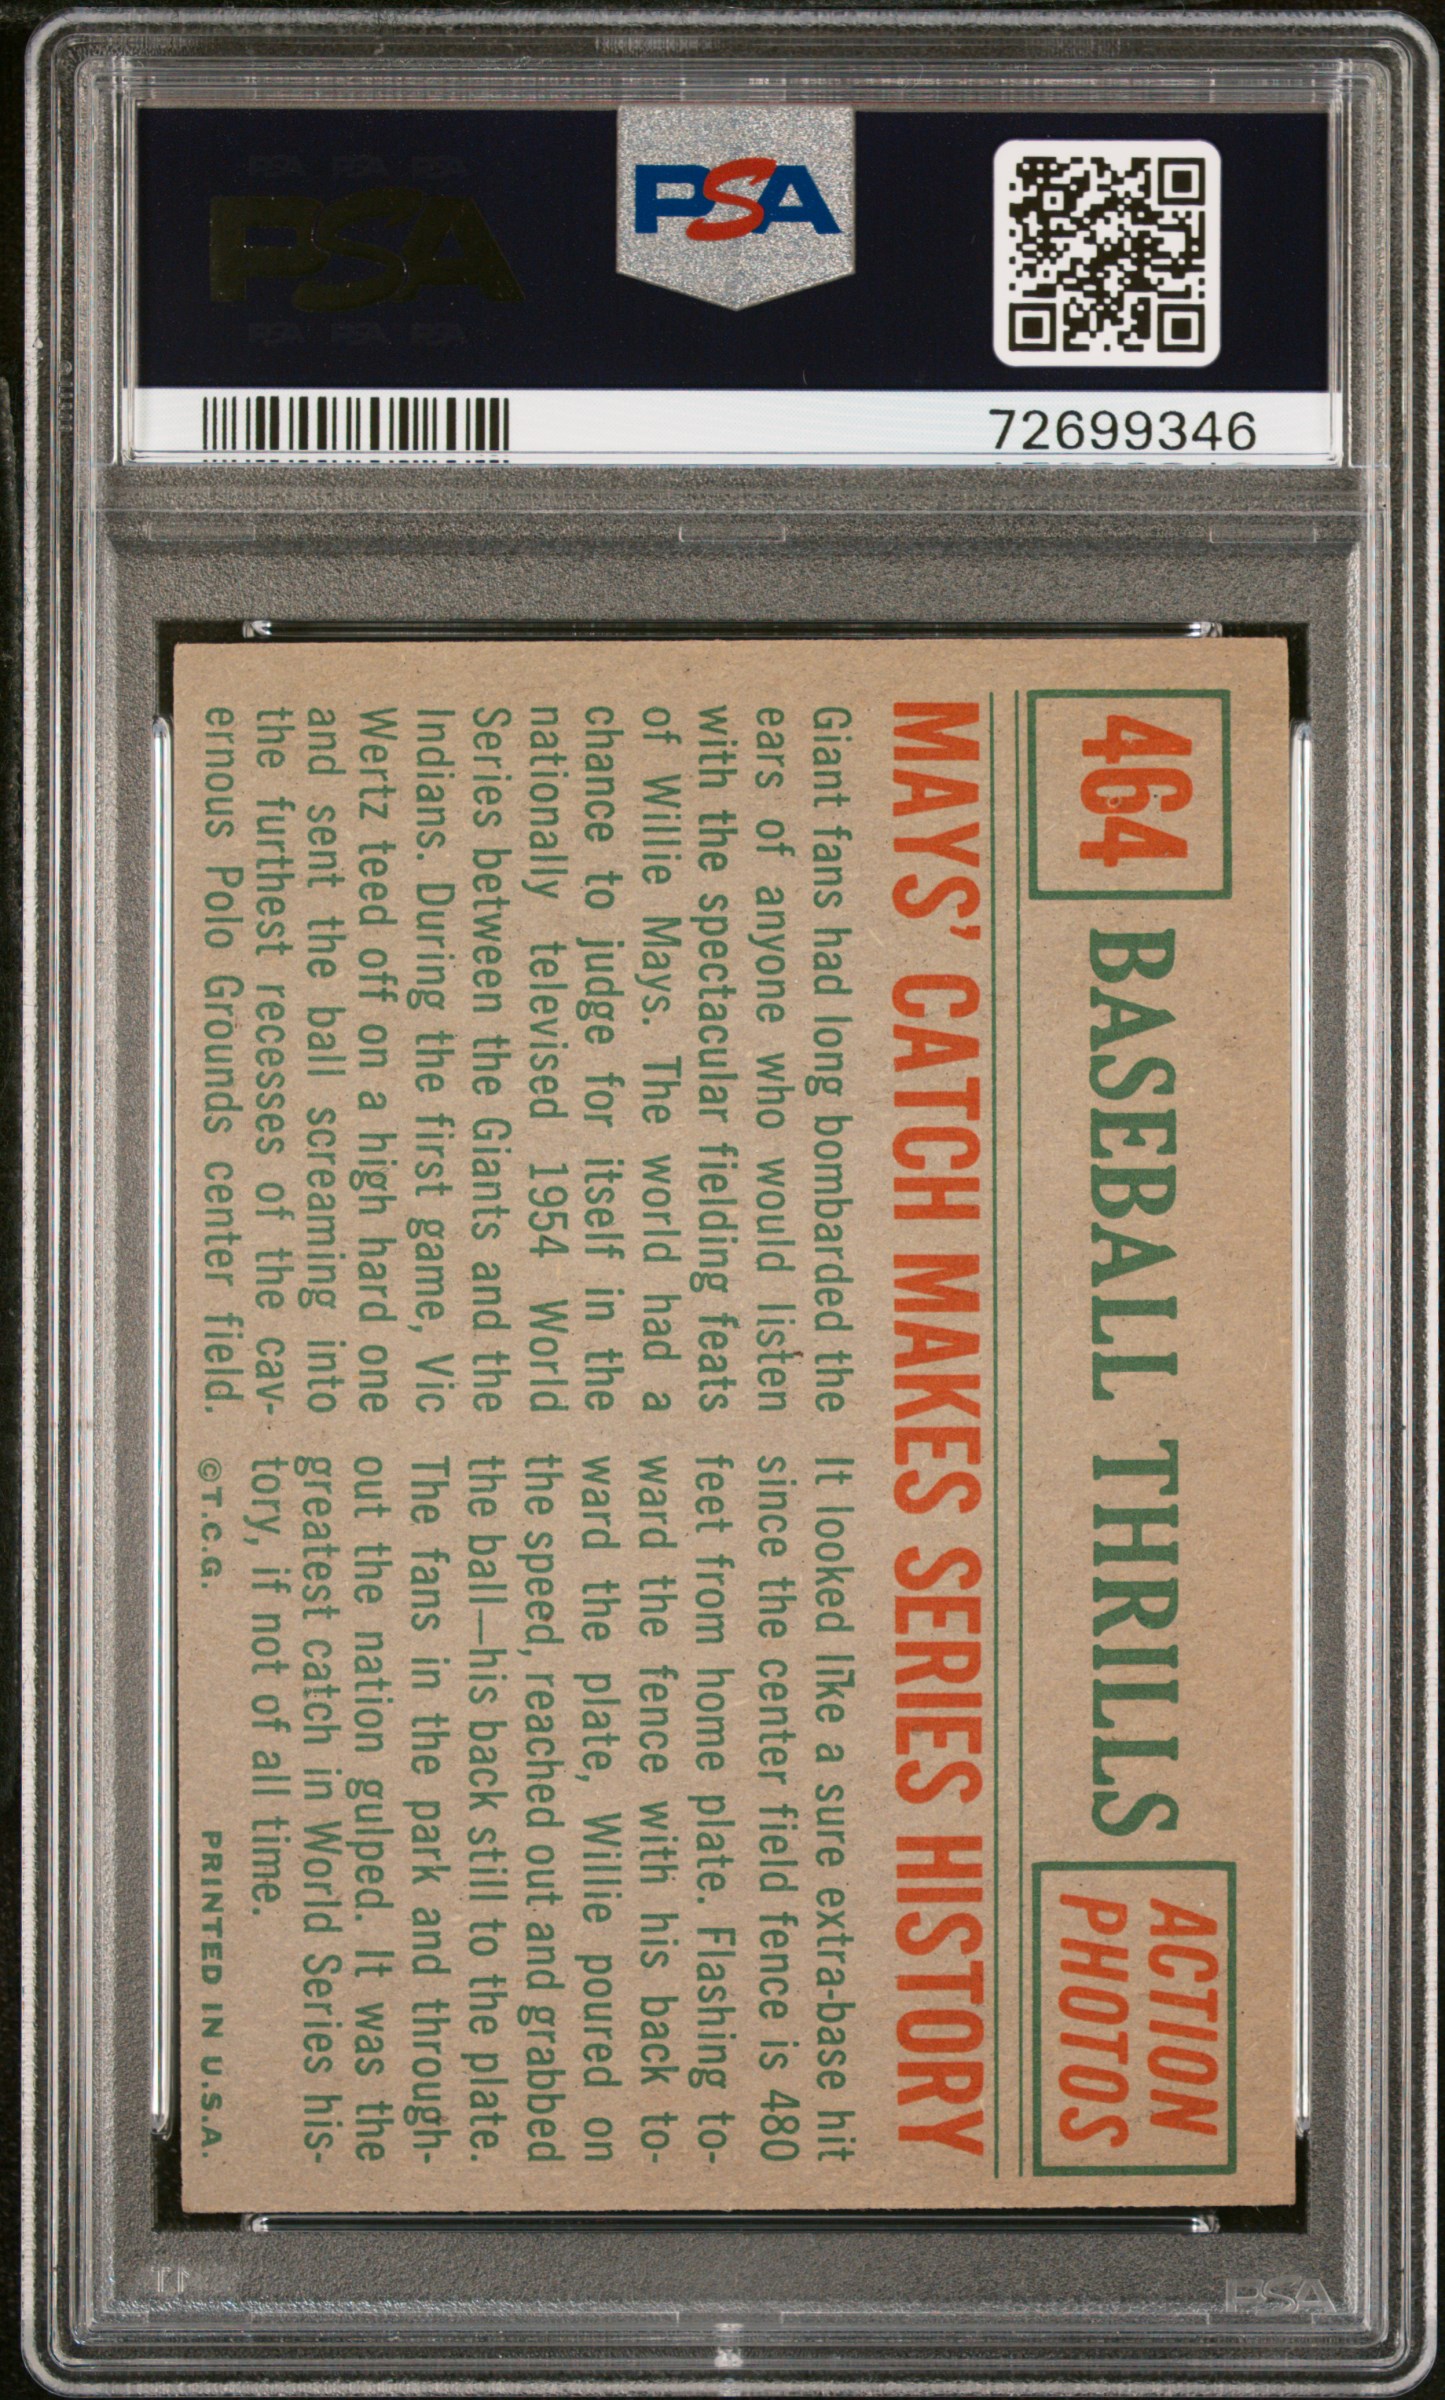 PSA PSA PSA
PSA
PSA PSA PSA
PSA
72699346
464
BASEBALL THRILLS
ACTION
PHOTOS
MAYS' CATCH MAKES SERIES HISTORY
Giant fans had long bombarded the
ears of anyone who would listen
with the spectacular fielding feats
of Willie Mays. The world had a
chance to judge for itself in the
nationally televised 1954 World
Series between the Giants and the
Indians. During the first game, Vic
Wertz teed off on a high hard one
and sent the ball screaming into
the furthest recesses of the cav-
ernous Polo Grounds center field.
It looked like a sure extra-base hit
since the center field fence is 480
feet from home plate. Flashing to-
ward the fence with his back to-
ward the plate, Willie poured on
the speed, reached out and grabbed
the ball—his back still to the plate.
The fans in the park and through-
out the nation gulped. It was the
greatest catch in World Series his-
tory, if not of all time.
©T.C.G.
PRINTED IN U.S.A.
PSA